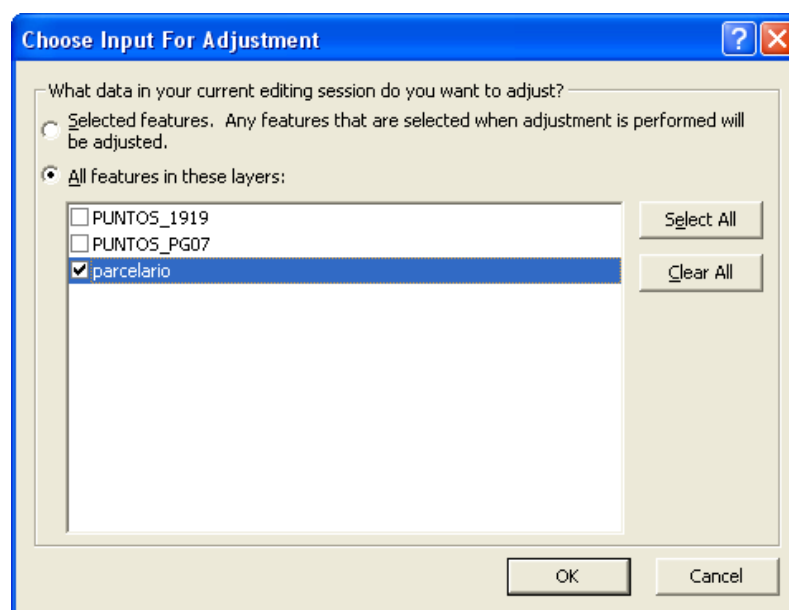 Choose Input For Adjustment
What data in your current editing session do you want to adjust?
Selected features.  Any features that are selected when adjustment is performed will
be adjusted.
All features in these layers:
PUNTOS_1919
PUNTOS_PG07
parcelario
Select All
Clear All
OK
Cancel